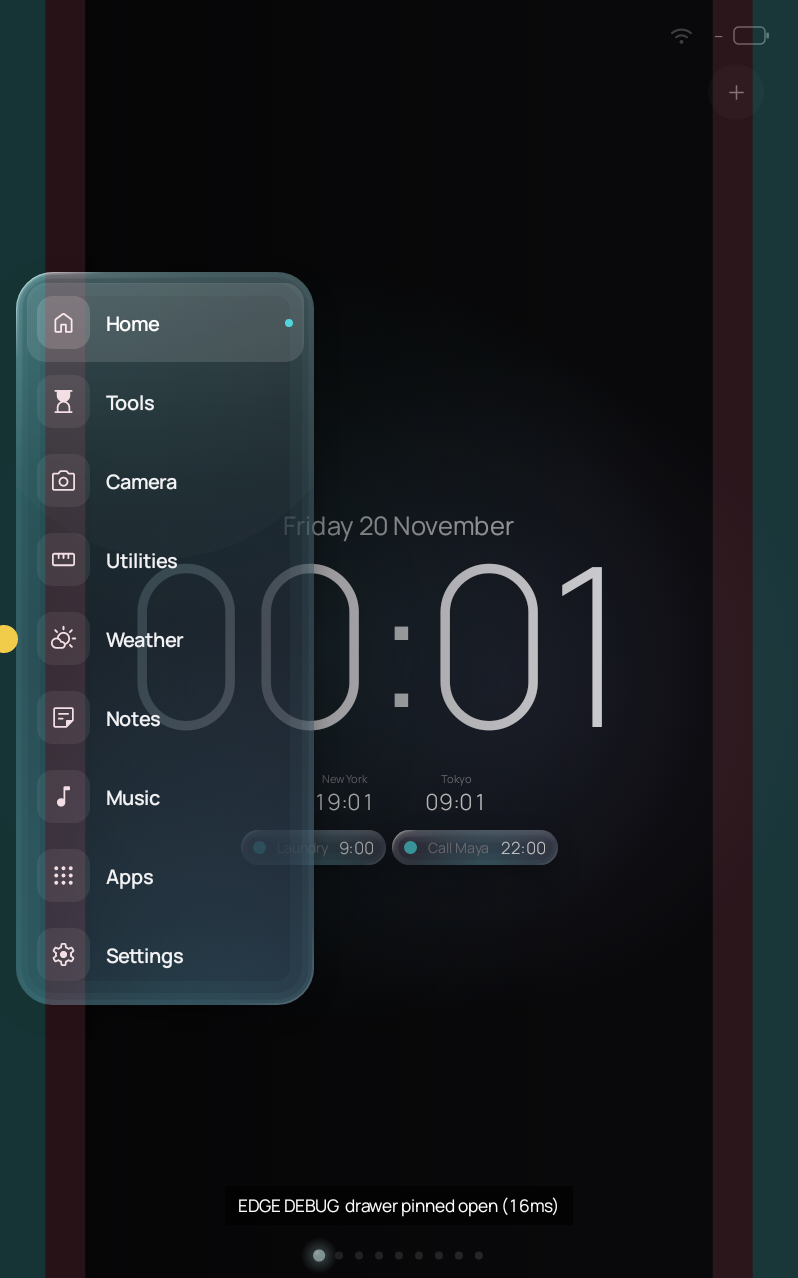 –
+
Home
Tools
Camera
Friday 20 November
Utilities
00:01
Weather
Notes
New York
Tokyo
Music
19:01
09:01
Laundry 9:00
Call Maya 22:00
Apps
Settings
EDGE DEBUG drawer pinned open (16ms)